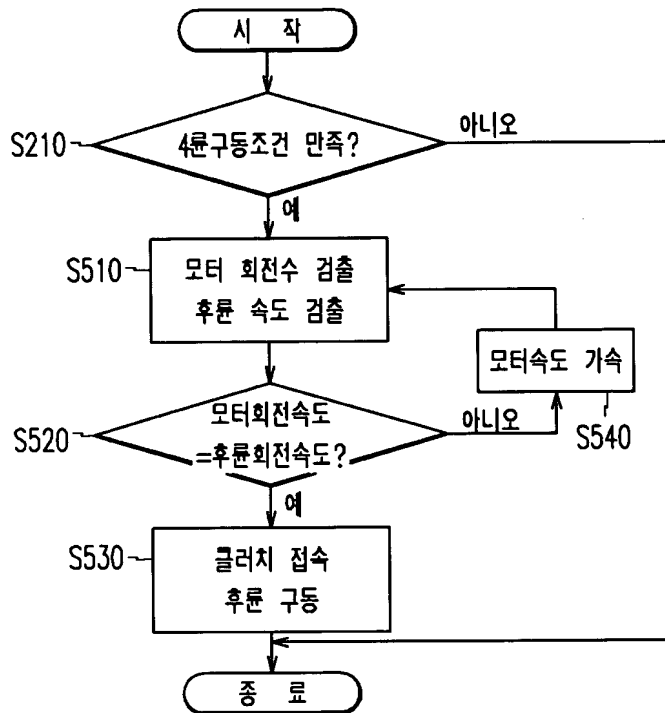 시 작
S210
4륜구동조건 만족?
아니오
예
S510
모터 회전수 검출
후륜 속도 검출
모터속도 가속
S540
S520
모터회전속도
=후륜회전속도?
아니오
예
S530
클러치 접속
후륜 구동
종 료